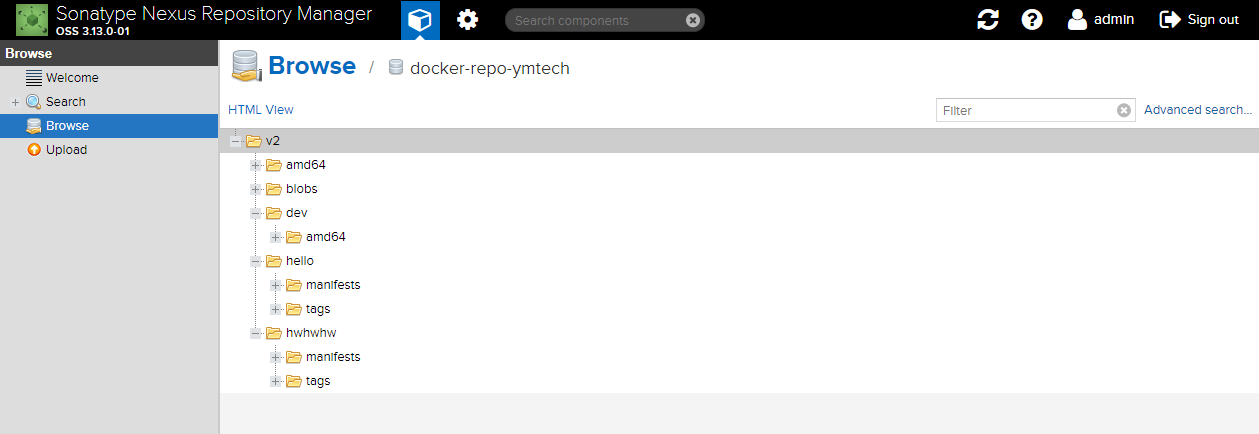 Sonatype Nexus Repository Manager
OSS 3.13.0-01
Search components
admin
Sign out
Browse
Welcome
Search
Browse
Upload
Browse / docker-repo-ymtech
HTML View
Filter
Advanced search...
v2
amd64
blobs
dev
amd64
hello
manifests
tags
hwhwhw
manifests
tags